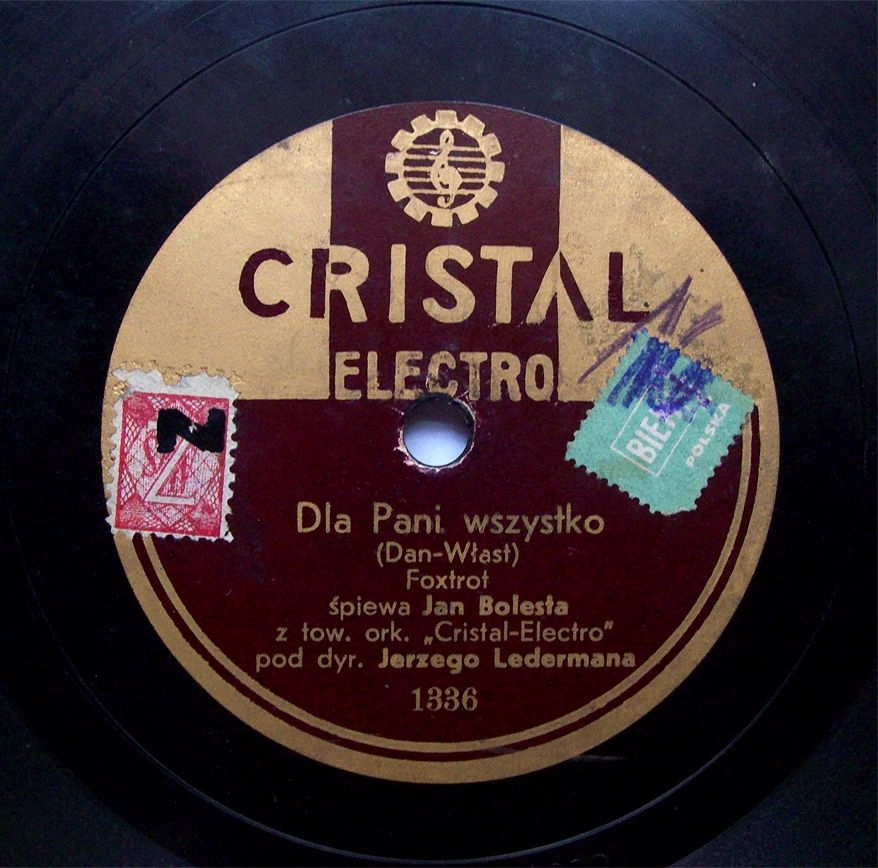 CRISTAL
ELECTRO
Z
BIEM
POLSKA
Dla Pani wszystko
(Dan-Włast)
Foxtrot
śpiewa Jan Bolesta
z tow. ork. „Cristal-Electro”
pod dyr. Jerzego Ledermana
1336